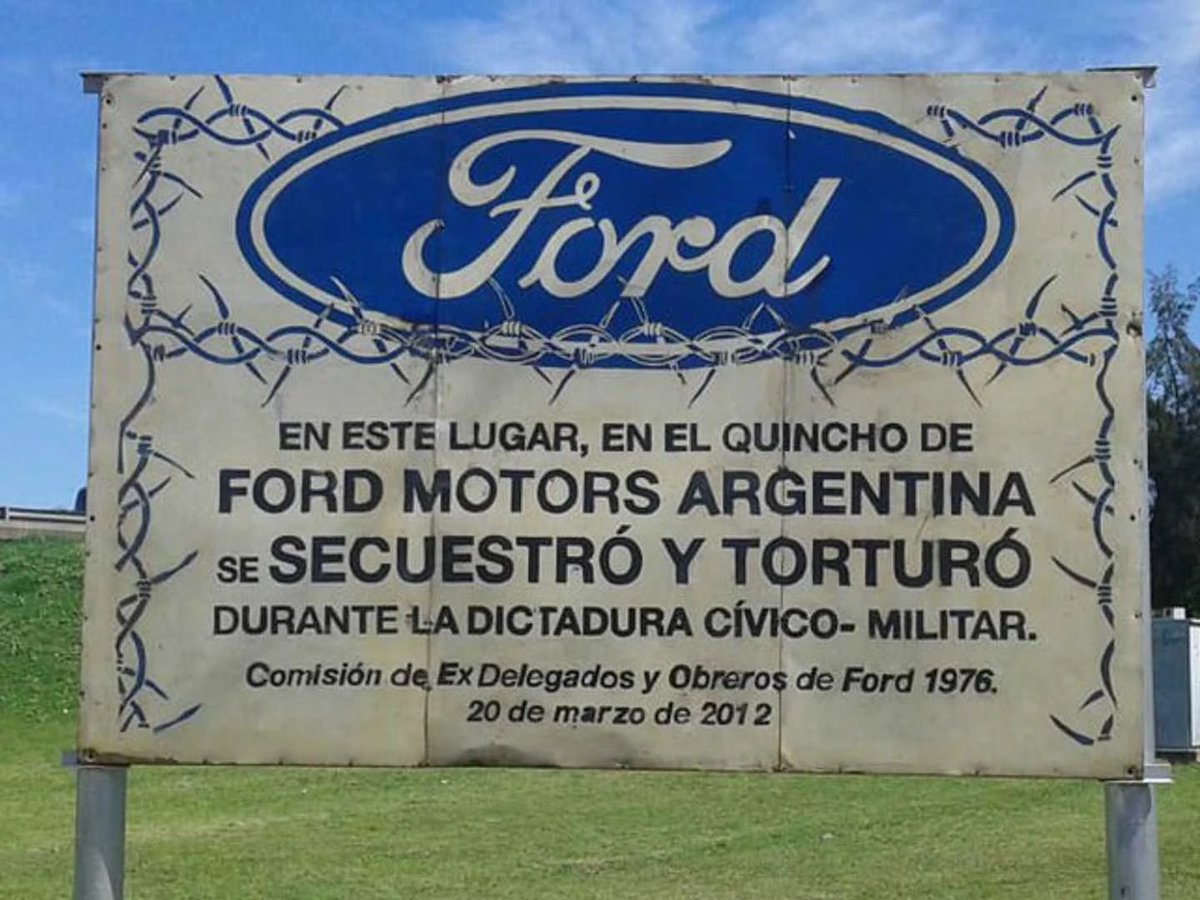 Ford
EN ESTE LUGAR, EN EL QUINCHO DE
FORD MOTORS ARGENTINA
SE SECUESTRÓ Y TORTURÓ
DURANTE LA DICTADURA CÍVICO- MILITAR.
Comisión de Ex Delegados y Obreros de Ford 1976.
20 de marzo de 2012